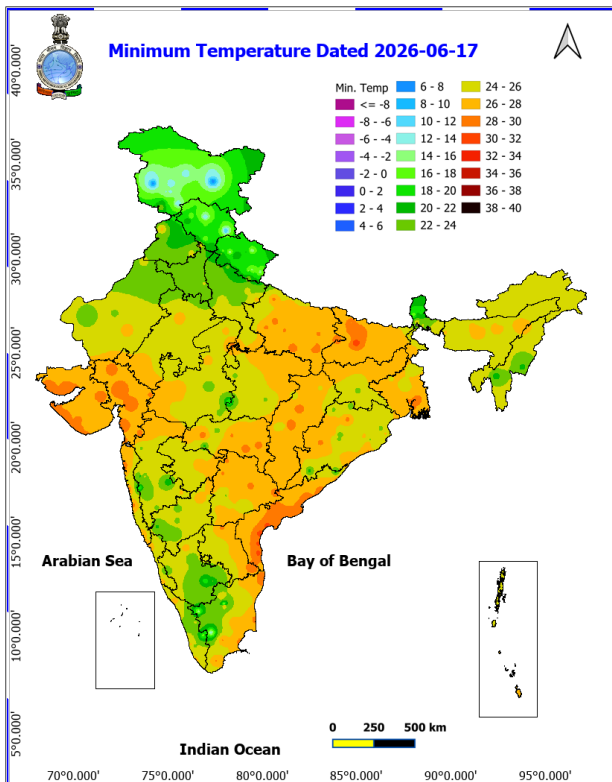 Minimum Temperature Dated 2026-06-17
Min. Temp
<= -8
-8 - -6
-6 - -4
-4 - -2
-2 - 0
0 - 2
2 - 4
4 - 6
6 - 8
8 - 10
10 - 12
12 - 14
14 - 16
16 - 18
18 - 20
20 - 22
22 - 24
24 - 26
26 - 28
28 - 30
30 - 32
32 - 34
34 - 36
36 - 38
38 - 40
40°0.000'
35°0.000'
30°0.000'
25°0.000'
20°0.000'
15°0.000'
10°0.000'
5°0.000'
Arabian Sea
Bay of Bengal
Indian Ocean
0 250 500 km
70°0.000' 75°0.000' 80°0.000' 85°0.000' 90°0.000' 95°0.000'